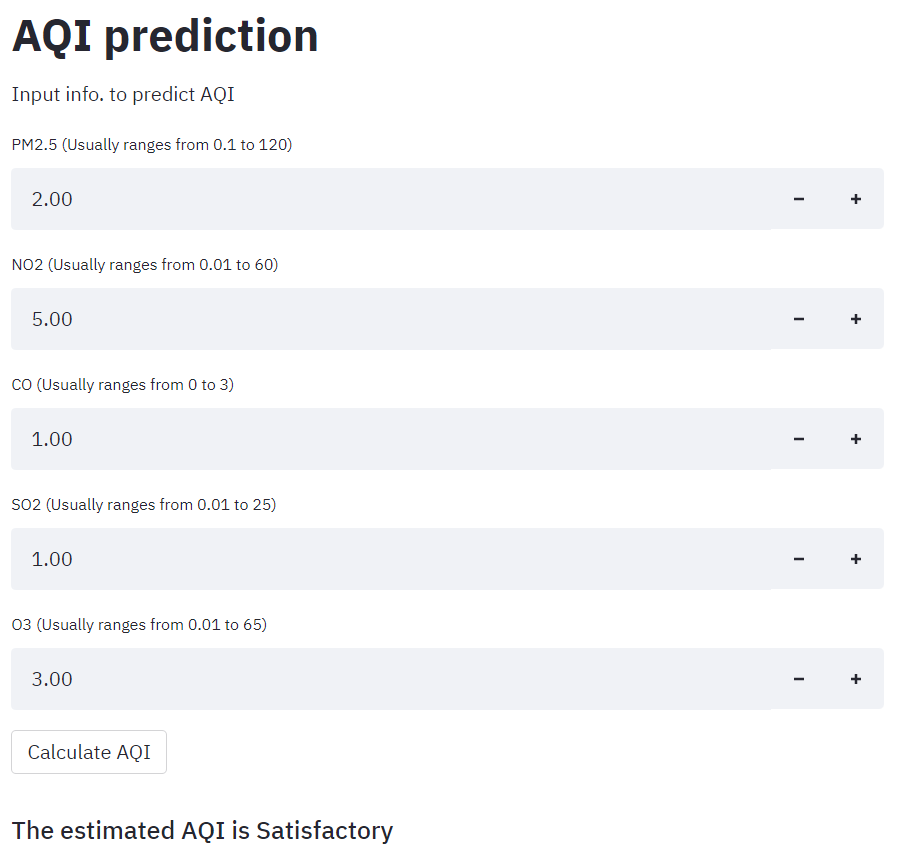 AQI prediction
Input info. to predict AQI
PM2.5 (Usually ranges from 0.1 to 120)
2.00 − +
NO2 (Usually ranges from 0.01 to 60)
5.00 − +
CO (Usually ranges from 0 to 3)
1.00 − +
SO2 (Usually ranges from 0.01 to 25)
1.00 − +
O3 (Usually ranges from 0.01 to 65)
3.00 − +
Calculate AQI
The estimated AQI is Satisfactory